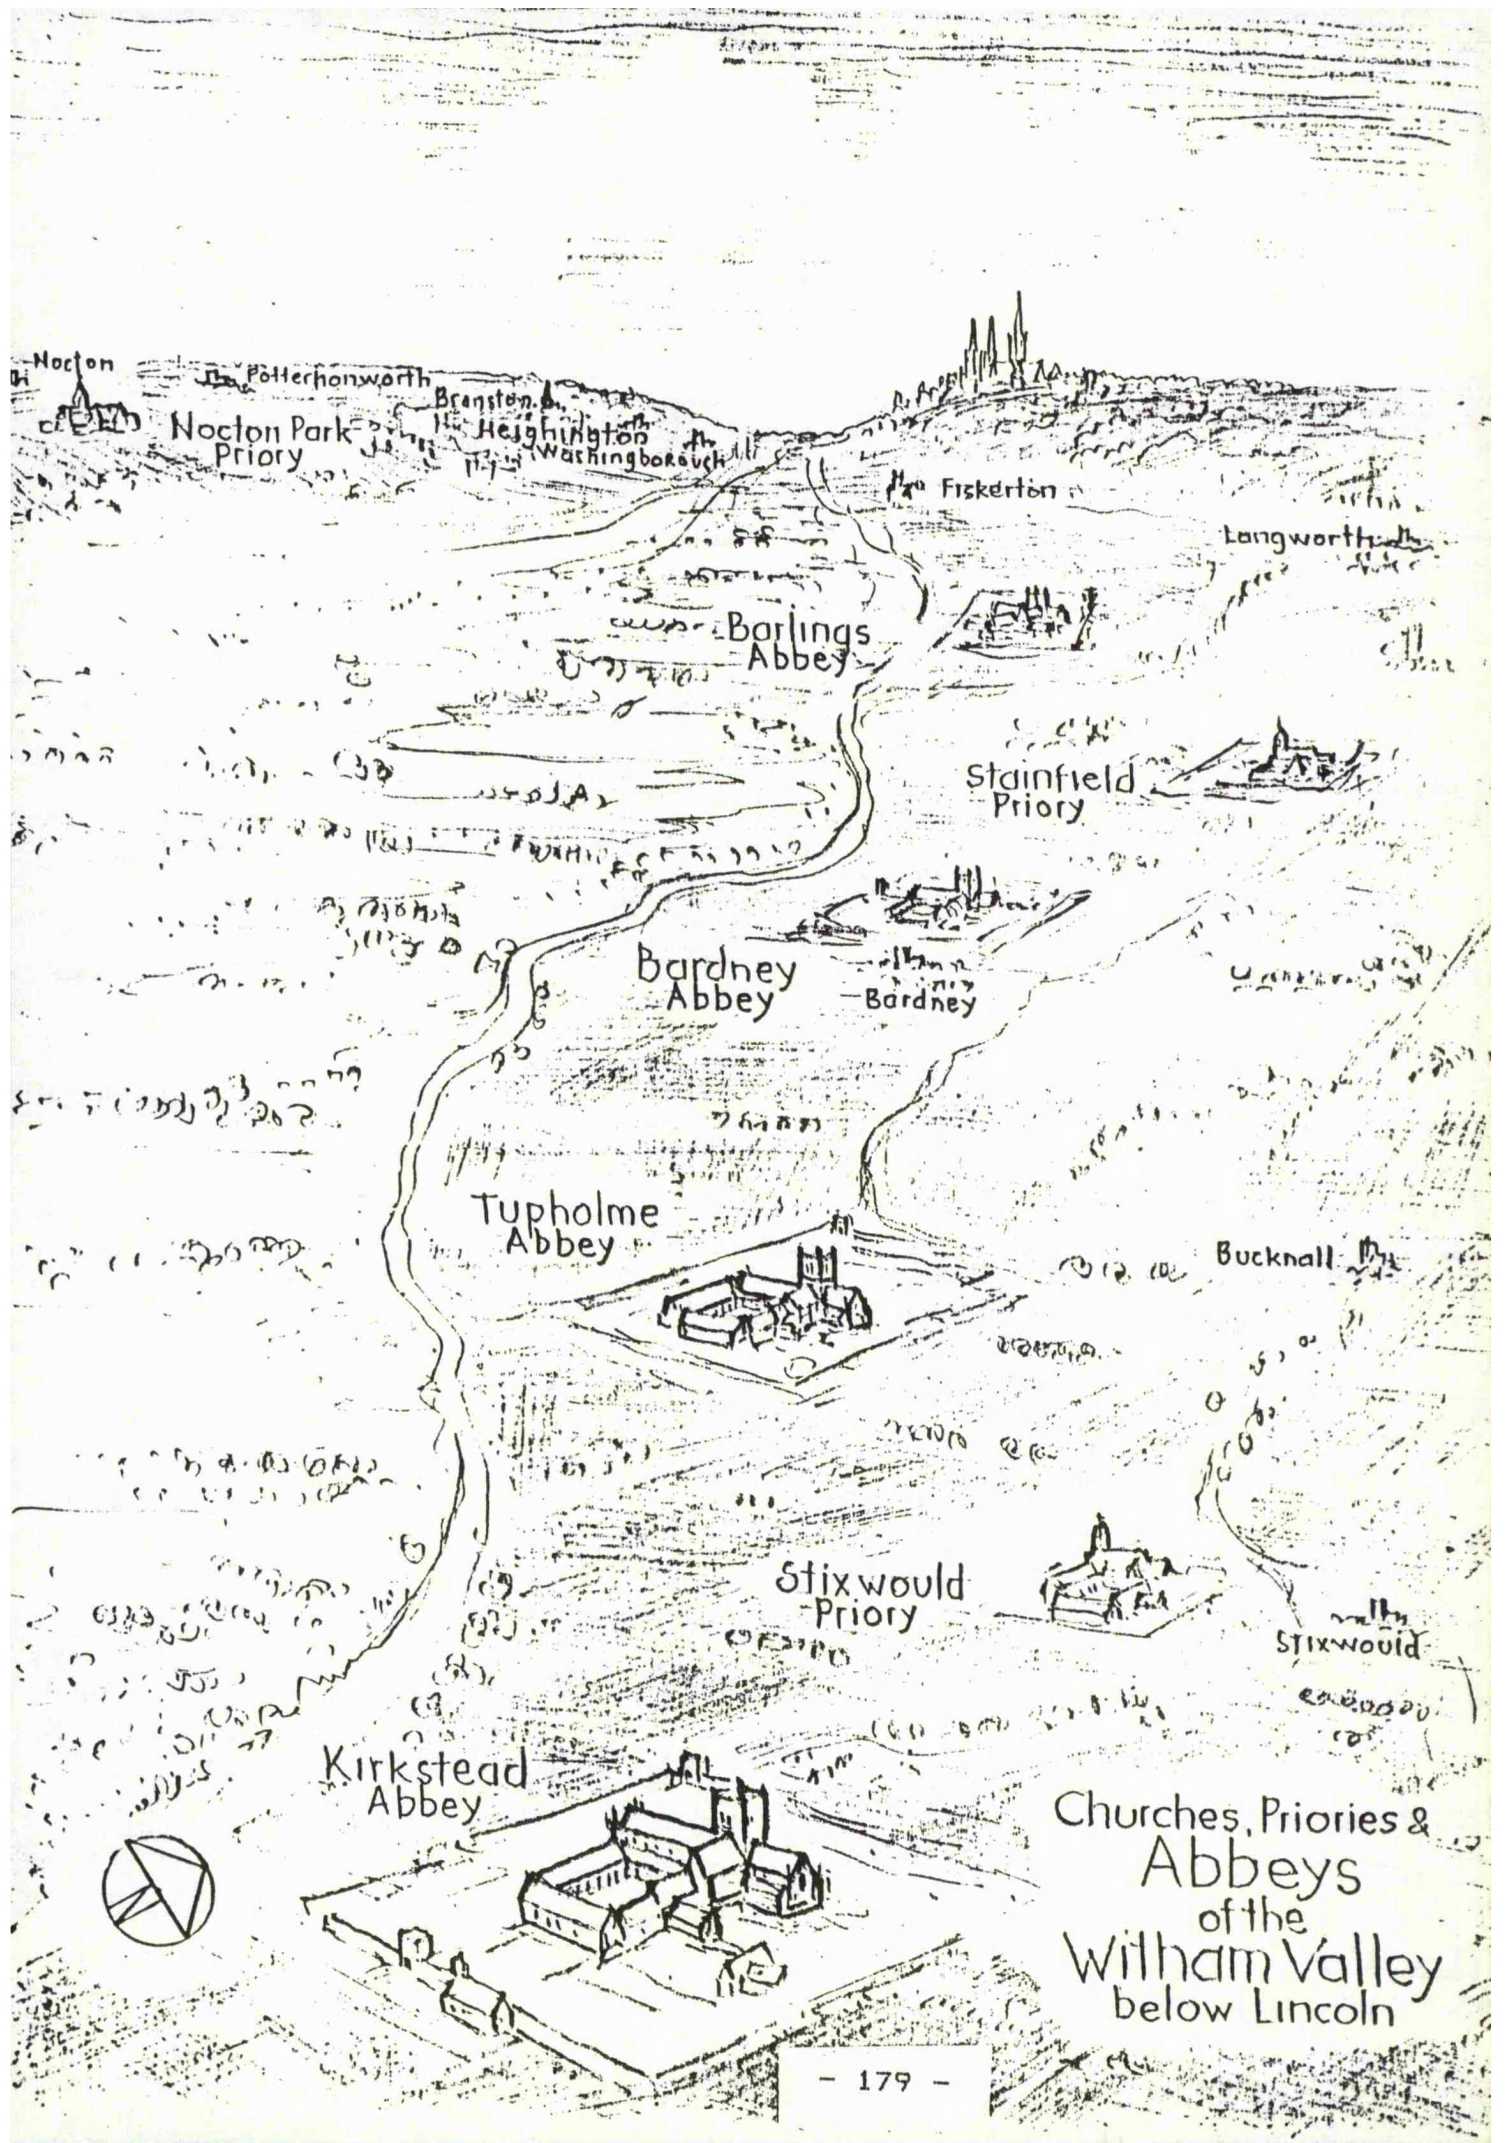 Nocton
Potterhonworth
Branston
Nocton Park
Priory
Heighington
Washingborough
Fiskerton
Langworth
Barlings
Abbey
Stainfield
Priory
Bardney
Abbey
Bardney
Tupholme
Abbey
Bucknall
Stixwould
Priory
Stixwould
Kirkstead
Abbey
N
Churches, Priories &
Abbeys
of the
Witham Valley
below Lincoln
- 179 -